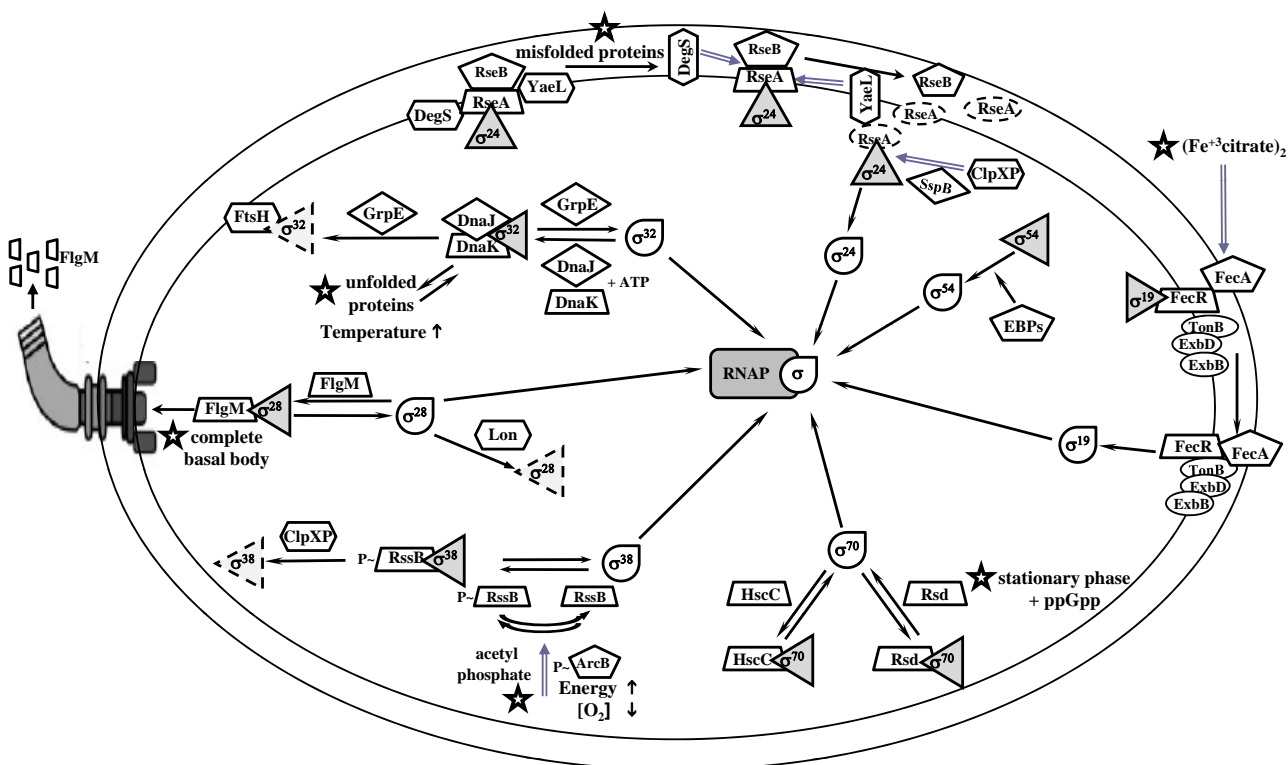 misfolded proteins
DegS
RseB
RseA
σ24
RseB
RseA
YaeL
DegS
σ24
RseB
RseA
σ24
YaeL
RseA
RseA
RseA
σ24
SspB
ClpXP
(Fe+3citrate)2
FtsH
σ32
GrpE
DnaJ
DnaK
σ32
GrpE
DnaJ
DnaK
+ ATP
σ32
unfolded
proteins
Temperature ↑
σ24
σ54
σ54
EBPs
FecA
σ19
FecR
TonB
ExbD
ExbB
FlgM
RNAP
σ
FlgM
σ28
FlgM
σ28
complete
basal body
Lon
σ28
σ19
FecR
FecA
TonB
ExbD
ExbB
σ38
ClpXP
P~
RssB
σ38
σ38
P~
RssB
RssB
acetyl
phosphate
P~
ArcB
Energy ↑
[O2] ↓
σ70
HscC
Rsd
stationary phase
+ ppGpp
HscC
σ70
Rsd
σ70